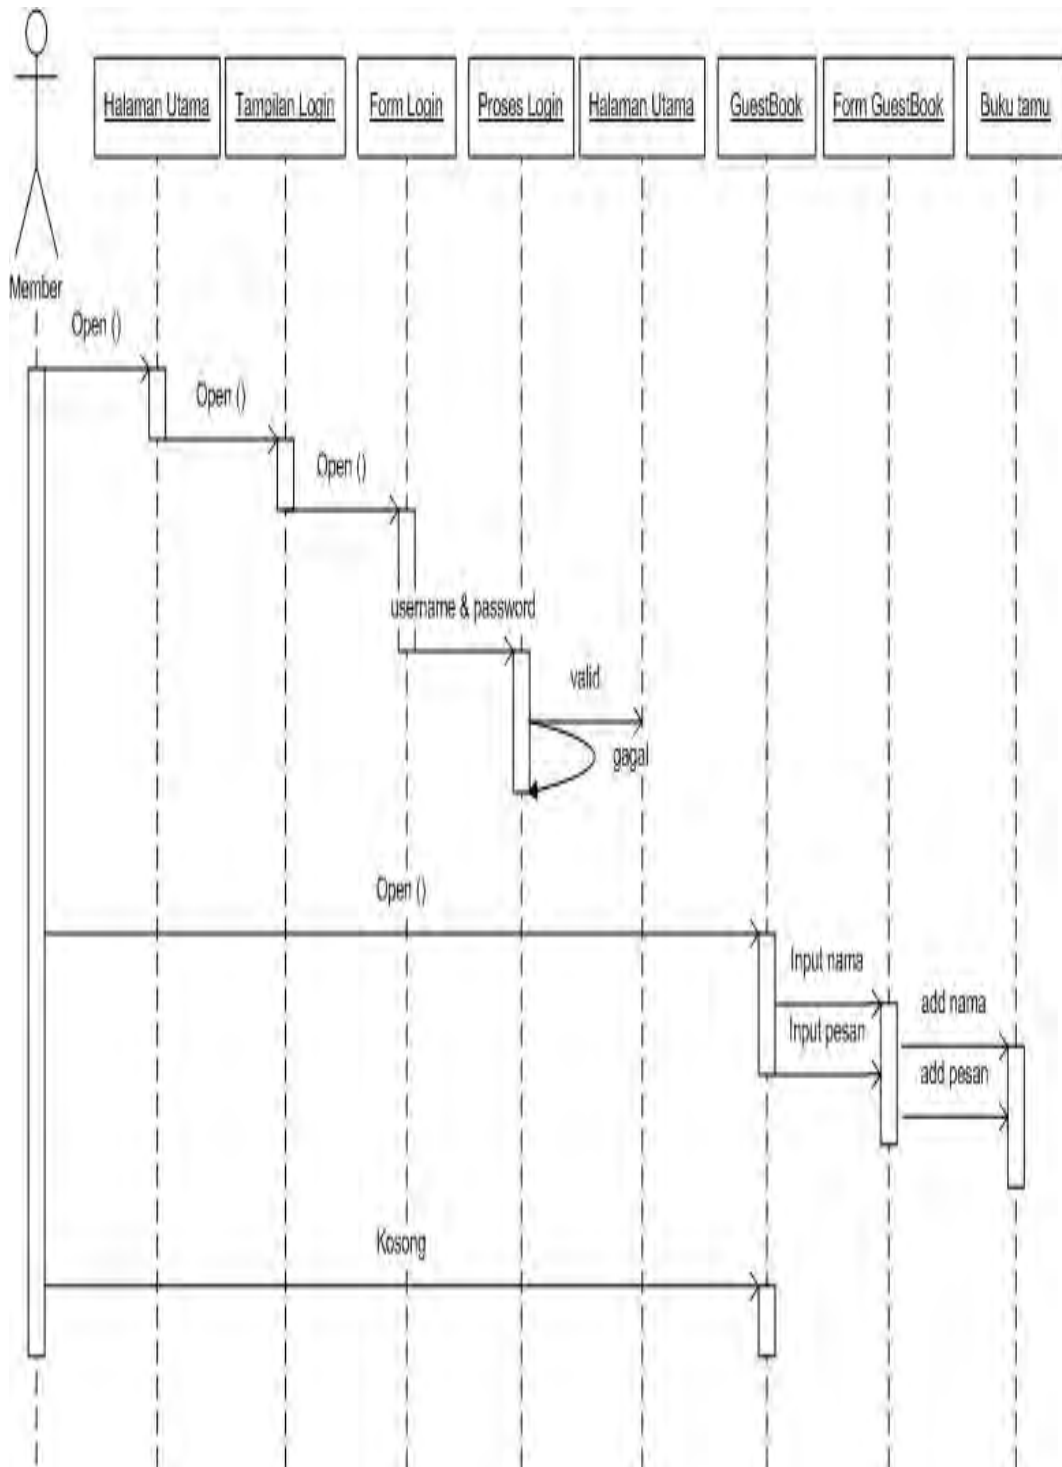 Halaman Utama
Tampilan Login
Form Login
Proses Login
Halaman Utama
GuestBook
Form GuestBook
Buku tamu
Member
Open ()
Open ()
Open ()
username & password
valid
gagal
Open ()
Input nama
add nama
Input pesan
add pesan
Kosong